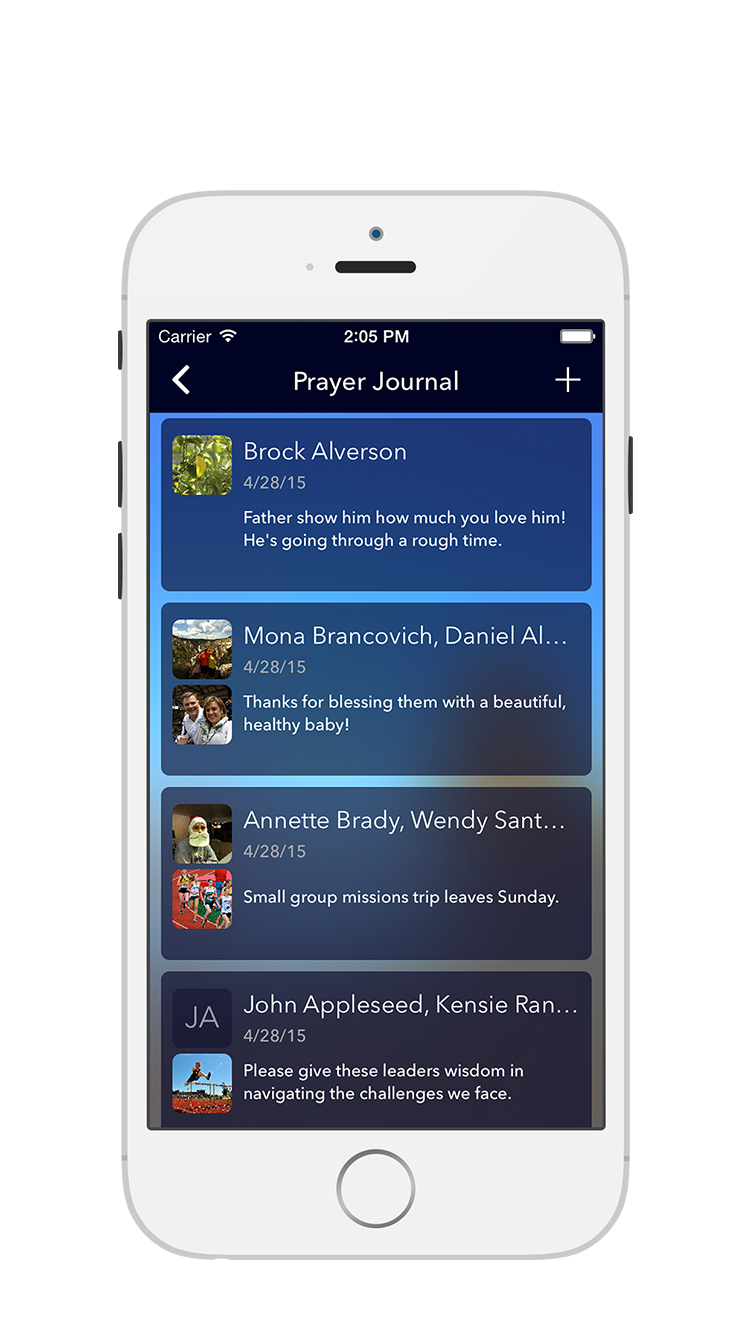 Carrier 2:05 PM
Prayer Journal
Brock Alverson
4/28/15
Father show him how much you love him!
He's going through a rough time.
Mona Brancovich, Daniel Al...
4/28/15
Thanks for blessing them with a beautiful,
healthy baby!
Annette Brady, Wendy Sant...
4/28/15
Small group missions trip leaves Sunday.
JA
John Appleseed, Kensie Ran...
4/28/15
Please give these leaders wisdom in
navigating the challenges we face.